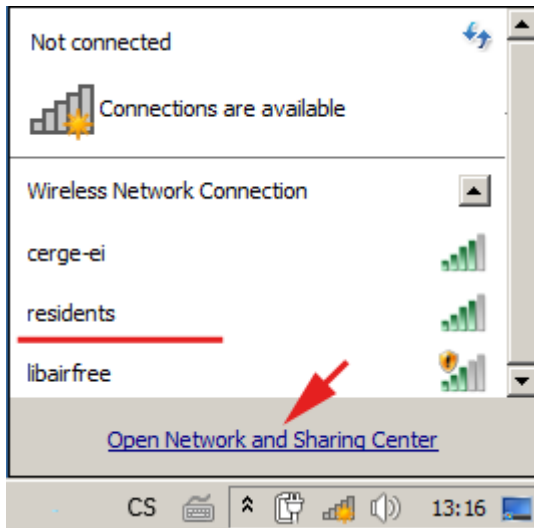 Not connected
Connections are available
Wireless Network Connection
cerge-ei
residents
libairfree
Open Network and Sharing Center
CS 13:16